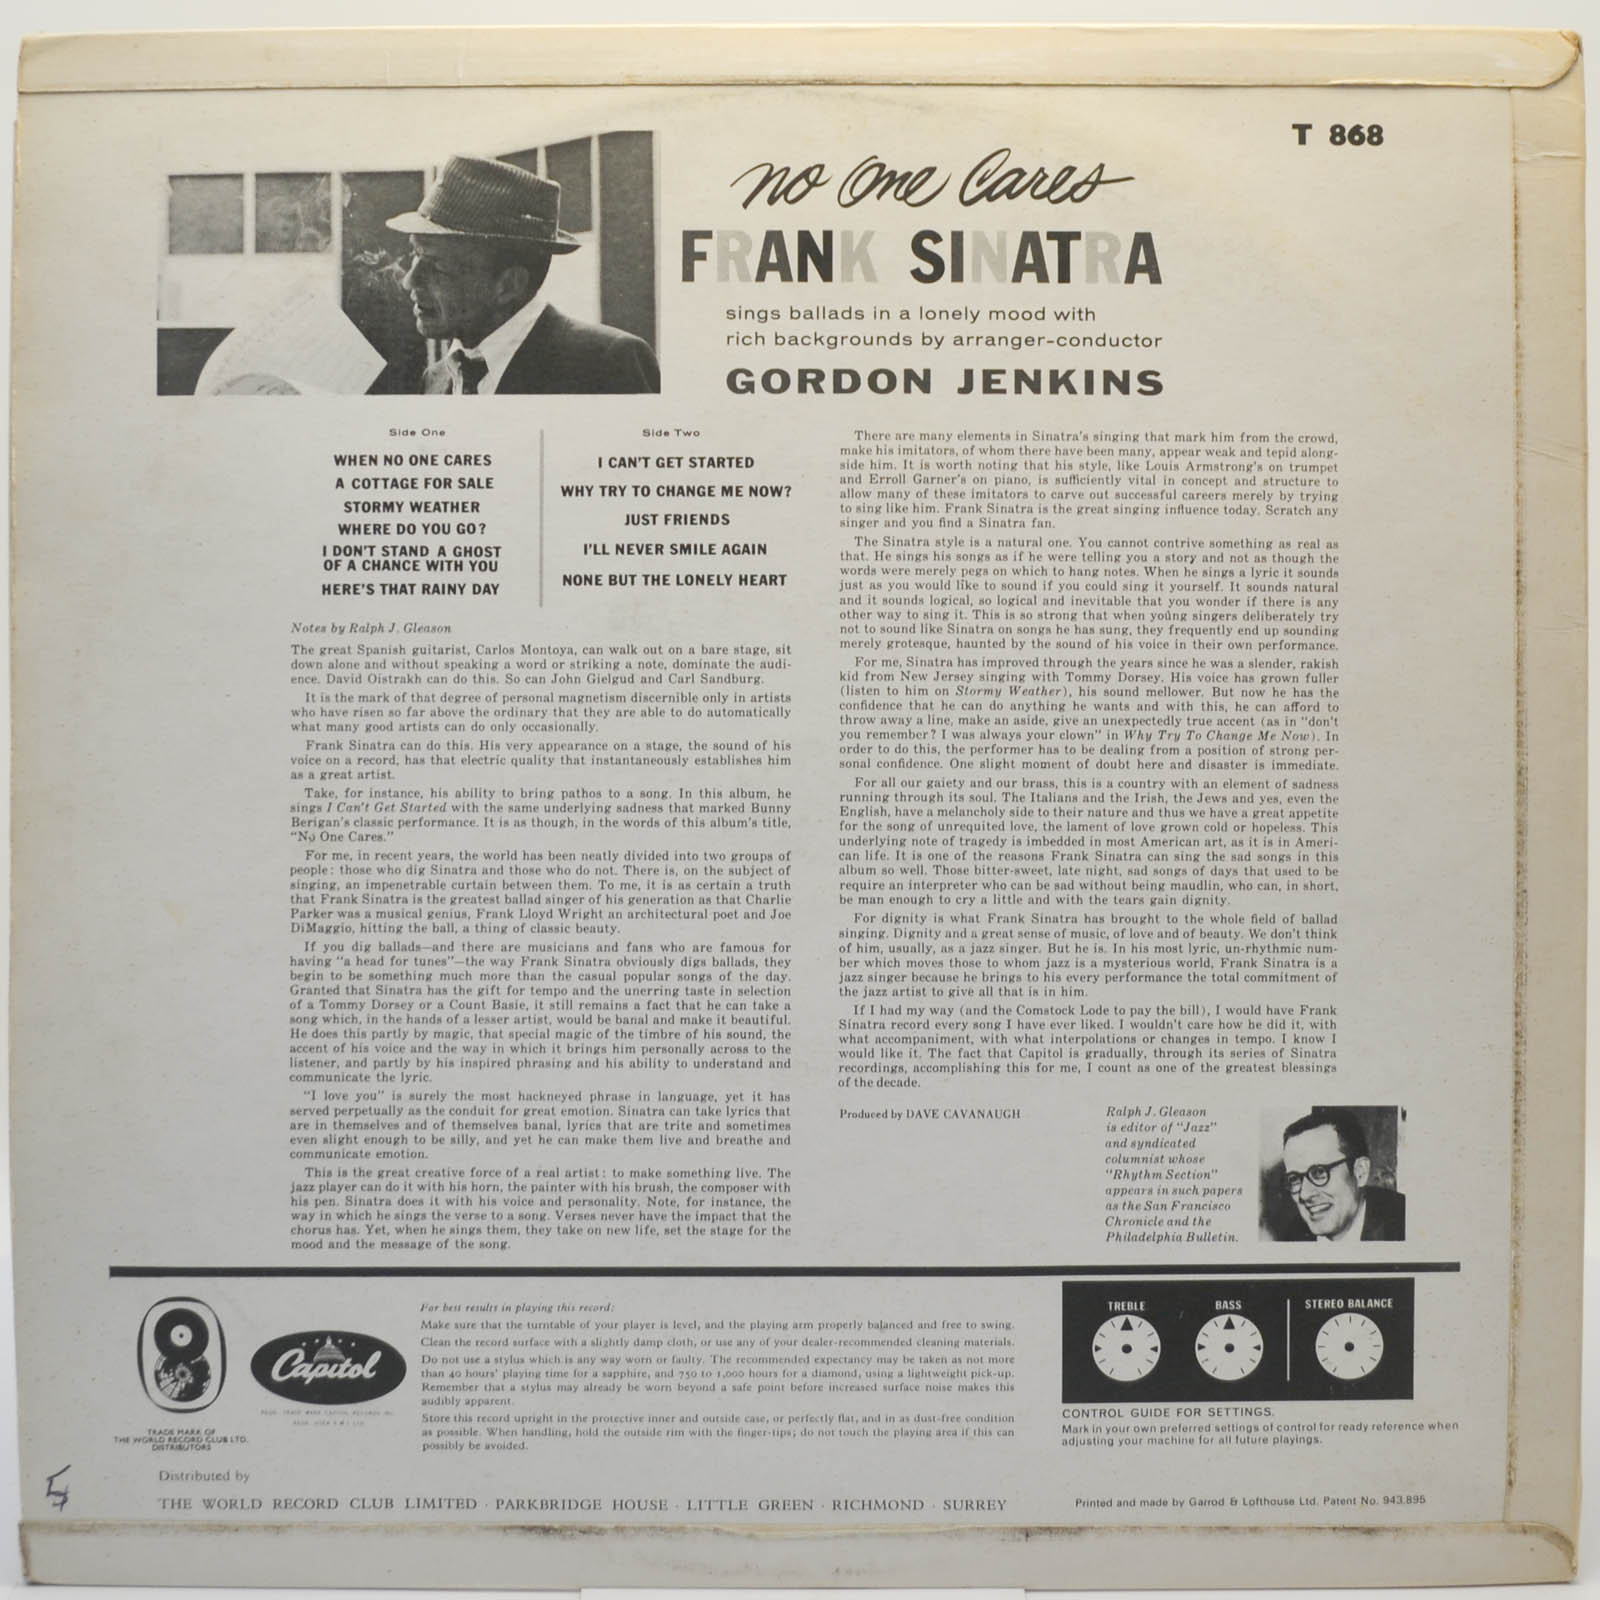 T 868
no One Cares
FRANK SINATRA
sings ballads in a lonely mood with
rich backgrounds by arranger-conductor
GORDON JENKINS
Side One
WHEN NO ONE CARES
A COTTAGE FOR SALE
STORMY WEATHER
WHERE DO YOU GO?
I DON'T STAND A GHOST
OF A CHANCE WITH YOU
HERE'S THAT RAINY DAY
Side Two
I CAN'T GET STARTED
WHY TRY TO CHANGE ME NOW?
JUST FRIENDS
I'LL NEVER SMILE AGAIN
NONE BUT THE LONELY HEART
Notes by Ralph J. Gleason
The great Spanish guitarist, Carlos Montoya, can walk out on a bare stage, sit
down alone and without speaking a word or striking a note, dominate the audi-
ence. David Oistrakh can do this. So can John Gielgud and Carl Sandburg.
It is the mark of that degree of personal magnetism discernible only in artists
who have risen so far above the ordinary that they are able to do automatically
what many good artists can do only occasionally.
Frank Sinatra can do this. His very appearance on a stage, the sound of his
voice on a record, has that electric quality that instantaneously establishes him
as a great artist.
Take, for instance, his ability to bring pathos to a song. In this album, he
sings I Can't Get Started with the same underlying sadness that marked Bunny
Berigan's classic performance. It is as though, in the words of this album's title,
"No One Cares."
For me, in recent years, the world has been neatly divided into two groups of
people: those who dig Sinatra and those who do not. There is, on the subject of
singing, an impenetrable curtain between them. To me, it is as certain a truth
that Frank Sinatra is the greatest ballad singer of his generation as that Charlie
Parker was a musical genius, Frank Lloyd Wright an architectural poet and Joe
DiMaggio, hitting the ball, a thing of classic beauty.
If you dig ballads—and there are musicians and fans who are famous for
having "a head for tunes"—the way Frank Sinatra obviously digs ballads, they
begin to be something much more than the casual popular songs of the day.
Granted that Sinatra has the gift for tempo and the unerring taste in selection
of a Tommy Dorsey or a Count Basie, it still remains a fact that he can take a
song which, in the hands of a lesser artist, would be banal and make it beautiful.
He does this partly by magic, that special magic of the timbre of his sound, the
accent of his voice and the way in which it brings him personally across to the
listener, and partly by his inspired phrasing and his ability to understand and
communicate the lyric.
"I love you" is surely the most hackneyed phrase in language, yet it has
served perpetually as the conduit for great emotion. Sinatra can take lyrics that
are in themselves and of themselves banal, lyrics that are trite and sometimes
even slight enough to be silly, and yet he can make them live and breathe and
communicate emotion.
This is the great creative force of a real artist: to make something live. The
jazz player can do it with his horn, the painter with his brush, the composer with
his pen. Sinatra does it with his voice and personality. Note, for instance, the
way in which he sings the verse to a song. Verses never have the impact that the
chorus has. Yet, when he sings them, they take on new life, set the stage for the
mood and the message of the song.
There are many elements in Sinatra's singing that mark him from the crowd,
make his imitators, of whom there have been many, appear weak and tepid along-
side him. It is worth noting that his style, like Louis Armstrong's on trumpet
and Erroll Garner's on piano, is sufficiently vital in concept and structure to
allow many of these imitators to carve out successful careers merely by trying
to sing like him. Frank Sinatra is the great singing influence today. Scratch any
singer and you find a Sinatra fan.
The Sinatra style is a natural one. You cannot contrive something as real as
that. He sings his songs as if he were telling you a story and not as though the
words were merely pegs on which to hang notes. When he sings a lyric it sounds
just as you would like to sound if you could sing it yourself. It sounds natural
and it sounds logical, so logical and inevitable that you wonder if there is any
other way to sing it. This is so strong that when young singers deliberately try
not to sound like Sinatra on songs he has sung, they frequently end up sounding
merely grotesque, haunted by the sound of his voice in their own performance.
For me, Sinatra has improved through the years since he was a slender, rakish
kid from New Jersey singing with Tommy Dorsey. His voice has grown fuller
(listen to him on Stormy Weather), his sound mellower. But now he has the
confidence that he can do anything he wants and with this, he can afford to
throw away a line, make an aside, give an unexpectedly true accent (as in "don't
you remember? I was always your clown" in Why Try To Change Me Now). In
order to do this, the performer has to be dealing from a position of strong per-
sonal confidence. One slight moment of doubt here and disaster is immediate.
For all our gaiety and our brass, this is a country with an element of sadness
running through its soul. The Italians and the Irish, the Jews and yes, even the
English, have a melancholy side to their nature and thus we have a great appetite
for the song of unrequited love, the lament of love grown cold or hopeless. This
underlying note of tragedy is imbedded in most American art, as it is in Ameri-
can life. It is one of the reasons Frank Sinatra can sing the sad songs in this
album so well. Those bitter-sweet, late night, sad songs of days that used to be
require an interpreter who can be sad without being maudlin, who can, in short,
be man enough to cry a little and with the tears gain dignity.
For dignity is what Frank Sinatra has brought to the whole field of ballad
singing. Dignity and a great sense of music, of love and of beauty. We don't think
of him, usually, as a jazz singer. But he is. In his most lyric, un-rhythmic num-
ber which moves those to whom jazz is a mysterious world, Frank Sinatra is a
jazz singer because he brings to his every performance the total commitment of
the jazz artist to give all that is in him.
If I had my way (and the Comstock Lode to pay the bill), I would have Frank
Sinatra record every song I have ever liked. I wouldn't care how he did it, with
what accompaniment, with what interpolations or changes in tempo. I know I
would like it. The fact that Capitol is gradually, through its series of Sinatra
recordings, accomplishing this for me, I count as one of the greatest blessings
of the decade.
Produced by DAVE CAVANAUGH
Ralph J. Gleason
is editor of "Jazz"
and syndicated
columnist whose
"Rhythm Section"
appears in such papers
as the San Francisco
Chronicle and the
Philadelphia Bulletin.
TRADE MARK OF
THE WORLD RECORD CLUB LTD.
DISTRIBUTORS
Capitol
For best results in playing this record:
Make sure that the turntable of your player is level, and the playing arm properly balanced and free to swing.
Clean the record surface with a slightly damp cloth, or use any of your dealer-recommended cleaning materials.
Do not use a stylus which is any way worn or faulty. The recommended expectancy may be taken as not more
than 40 hours' playing time for a sapphire, and 750 to 1,000 hours for a diamond, using a lightweight pick-up.
Remember that a stylus may already be worn beyond a safe point before increased surface noise makes this
audibly apparent.
Store this record upright in the protective inner and outside case, or perfectly flat, and in as dust-free condition
as possible. When handling, hold the outside rim with the finger-tips; do not touch the playing area if this can
possibly be avoided.
TREBLE
BASS
STEREO BALANCE
CONTROL GUIDE FOR SETTINGS.
Mark in your own preferred settings of control for ready reference when
adjusting your machine for all future playings.
Distributed by
THE WORLD RECORD CLUB LIMITED · PARKBRIDGE HOUSE · LITTLE GREEN · RICHMOND · SURREY
Printed and made by Garrod & Lofthouse Ltd. Patent No. 943,895